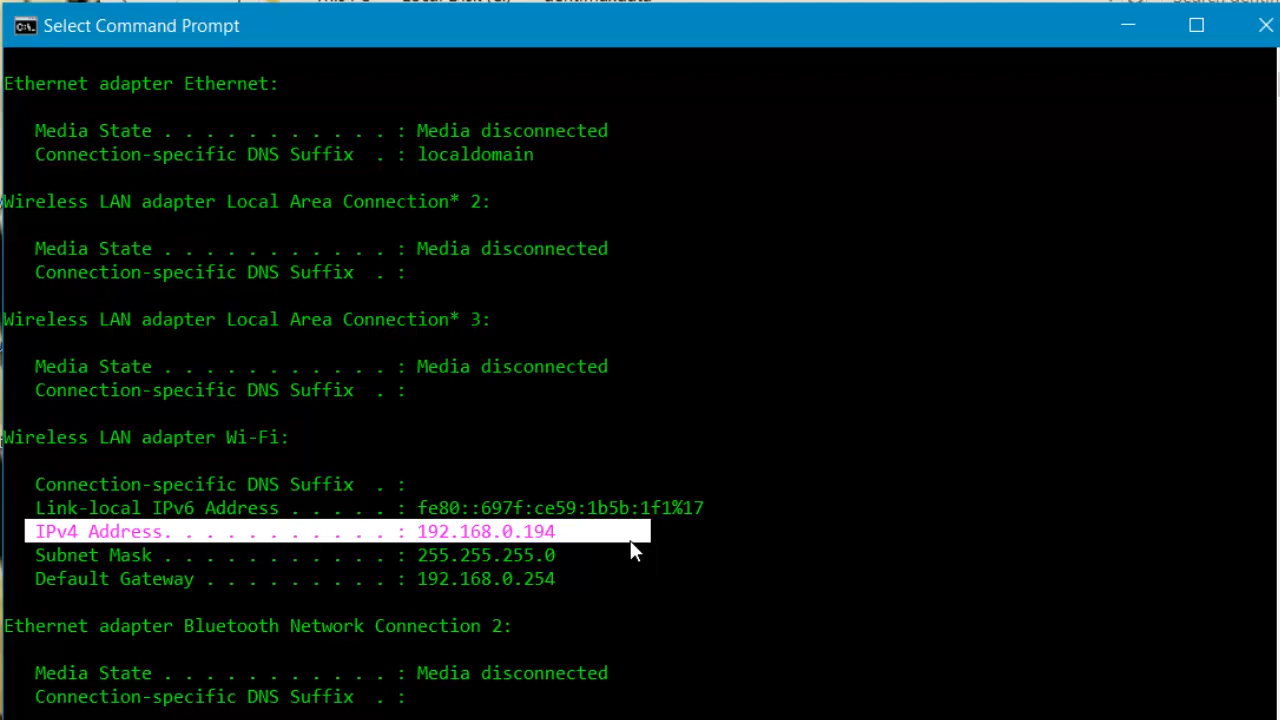 Select Command Prompt
Ethernet adapter Ethernet:
Media State . . . . . . . . . . . : Media disconnected
Connection-specific DNS Suffix  . : localdomain
Wireless LAN adapter Local Area Connection* 2:
Media State . . . . . . . . . . . : Media disconnected
Connection-specific DNS Suffix  . :
Wireless LAN adapter Local Area Connection* 3:
Media State . . . . . . . . . . . : Media disconnected
Connection-specific DNS Suffix  . :
Wireless LAN adapter Wi-Fi:
Connection-specific DNS Suffix  . :
Link-local IPv6 Address . . . . . : fe80::697f:ce59:1b5b:1f1%17
IPv4 Address. . . . . . . . . . . : 192.168.0.194
Subnet Mask . . . . . . . . . . . : 255.255.255.0
Default Gateway . . . . . . . . . : 192.168.0.254
Ethernet adapter Bluetooth Network Connection 2:
Media State . . . . . . . . . . . : Media disconnected
Connection-specific DNS Suffix  . :